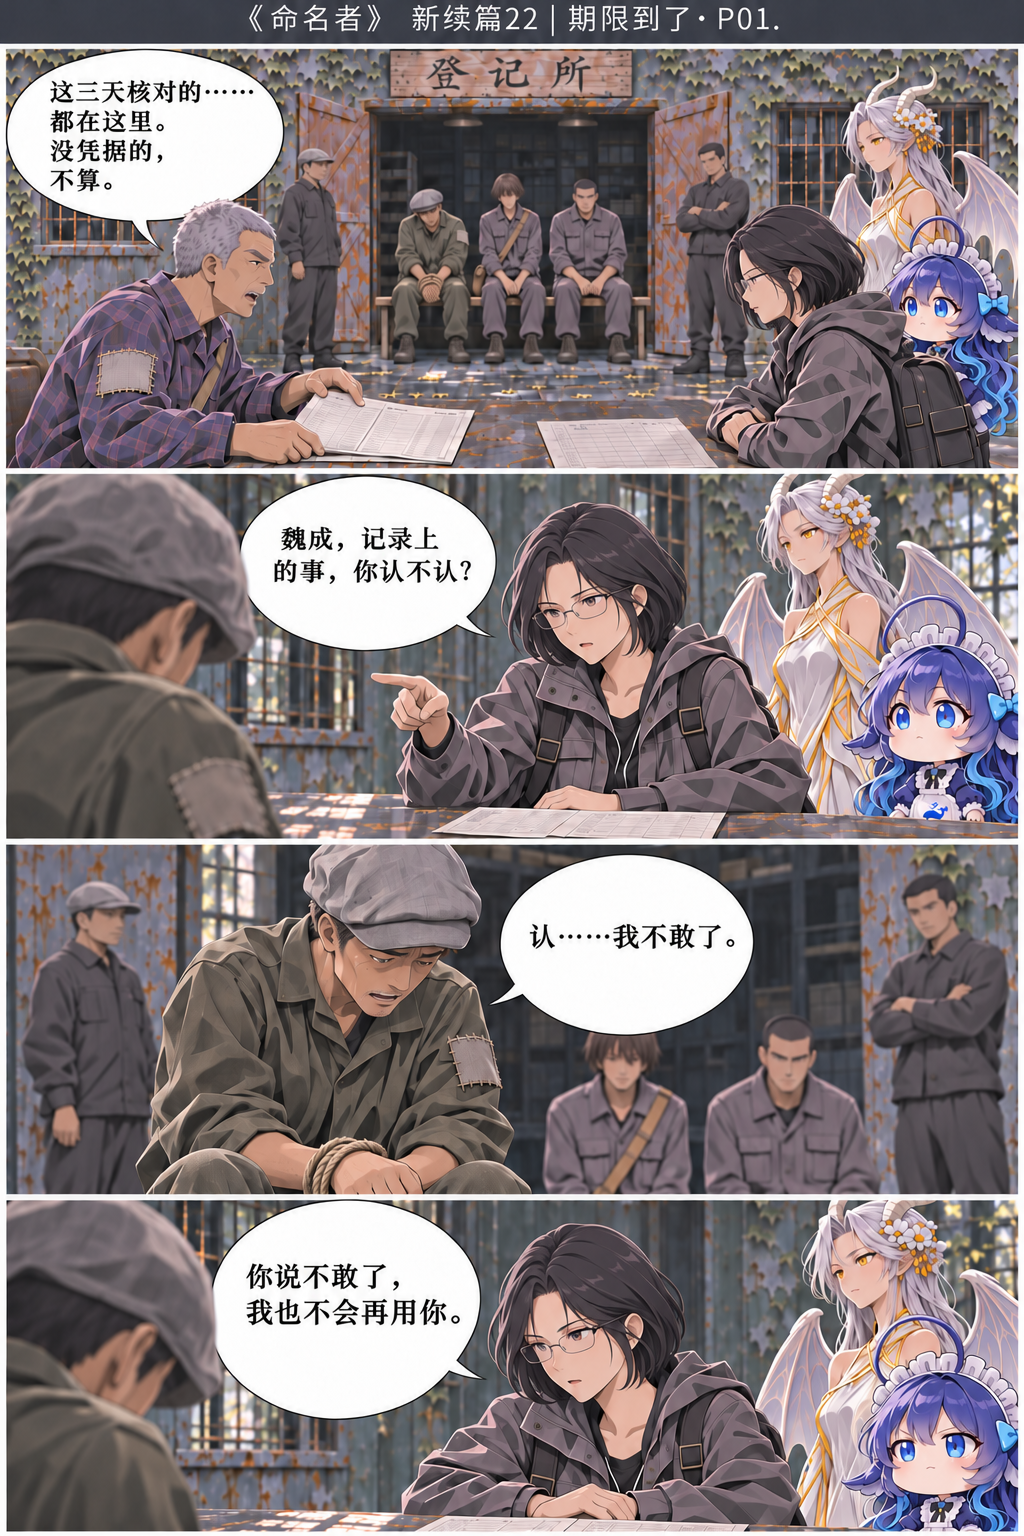 《命名者》 新续篇22 | 期限到了· P01.
登记所
这三天核对的……
都在这里。
没凭据的，
不算。
魏成，记录上
的事，你认不认？
认……我不敢了。
你说不敢了，
我也不会再用你。